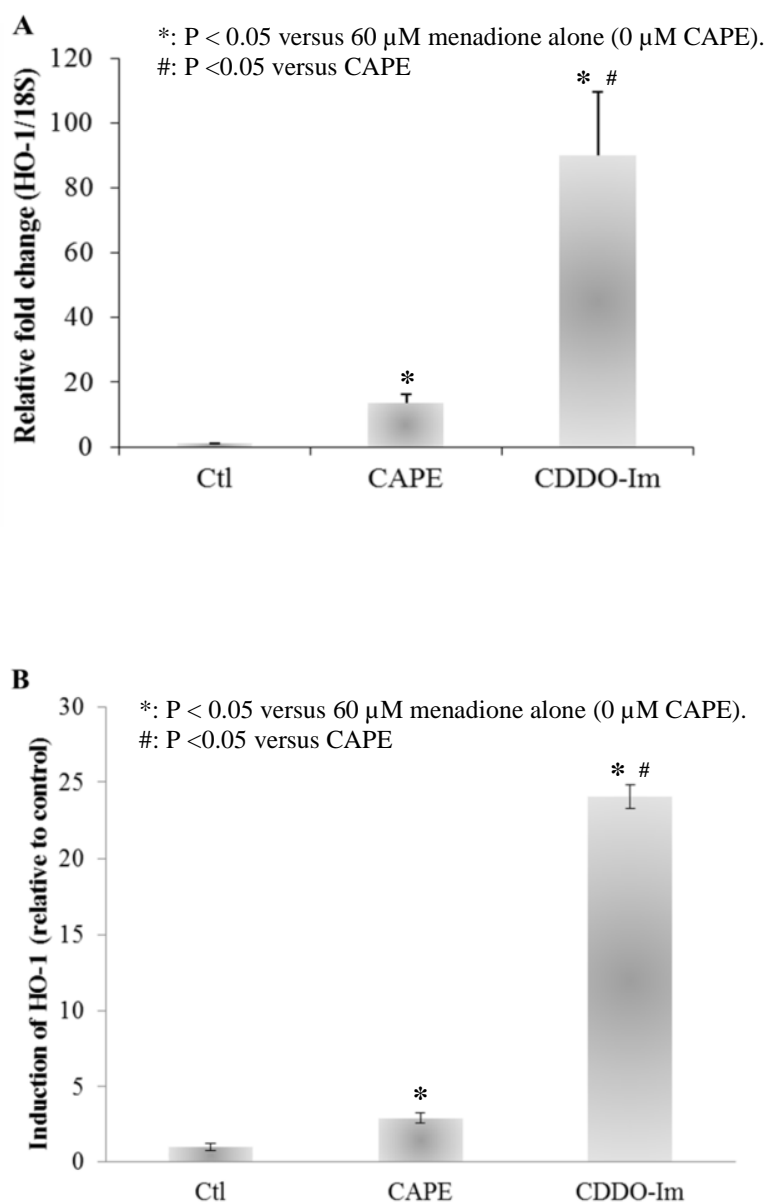 A
*: P < 0.05 versus 60 µM menadione alone (0 µM CAPE).
#: P <0.05 versus CAPE
Relative fold change (HO-1/18S)
120
100
80
60
40
20
0
* #
*
Ctl
CAPE
CDDO-Im
B
*: P < 0.05 versus 60 µM menadione alone (0 µM CAPE).
#: P <0.05 versus CAPE
Induction of HO-1 (relative to control)
30
25
20
15
10
5
0
* #
*
Ctl
CAPE
CDDO-Im